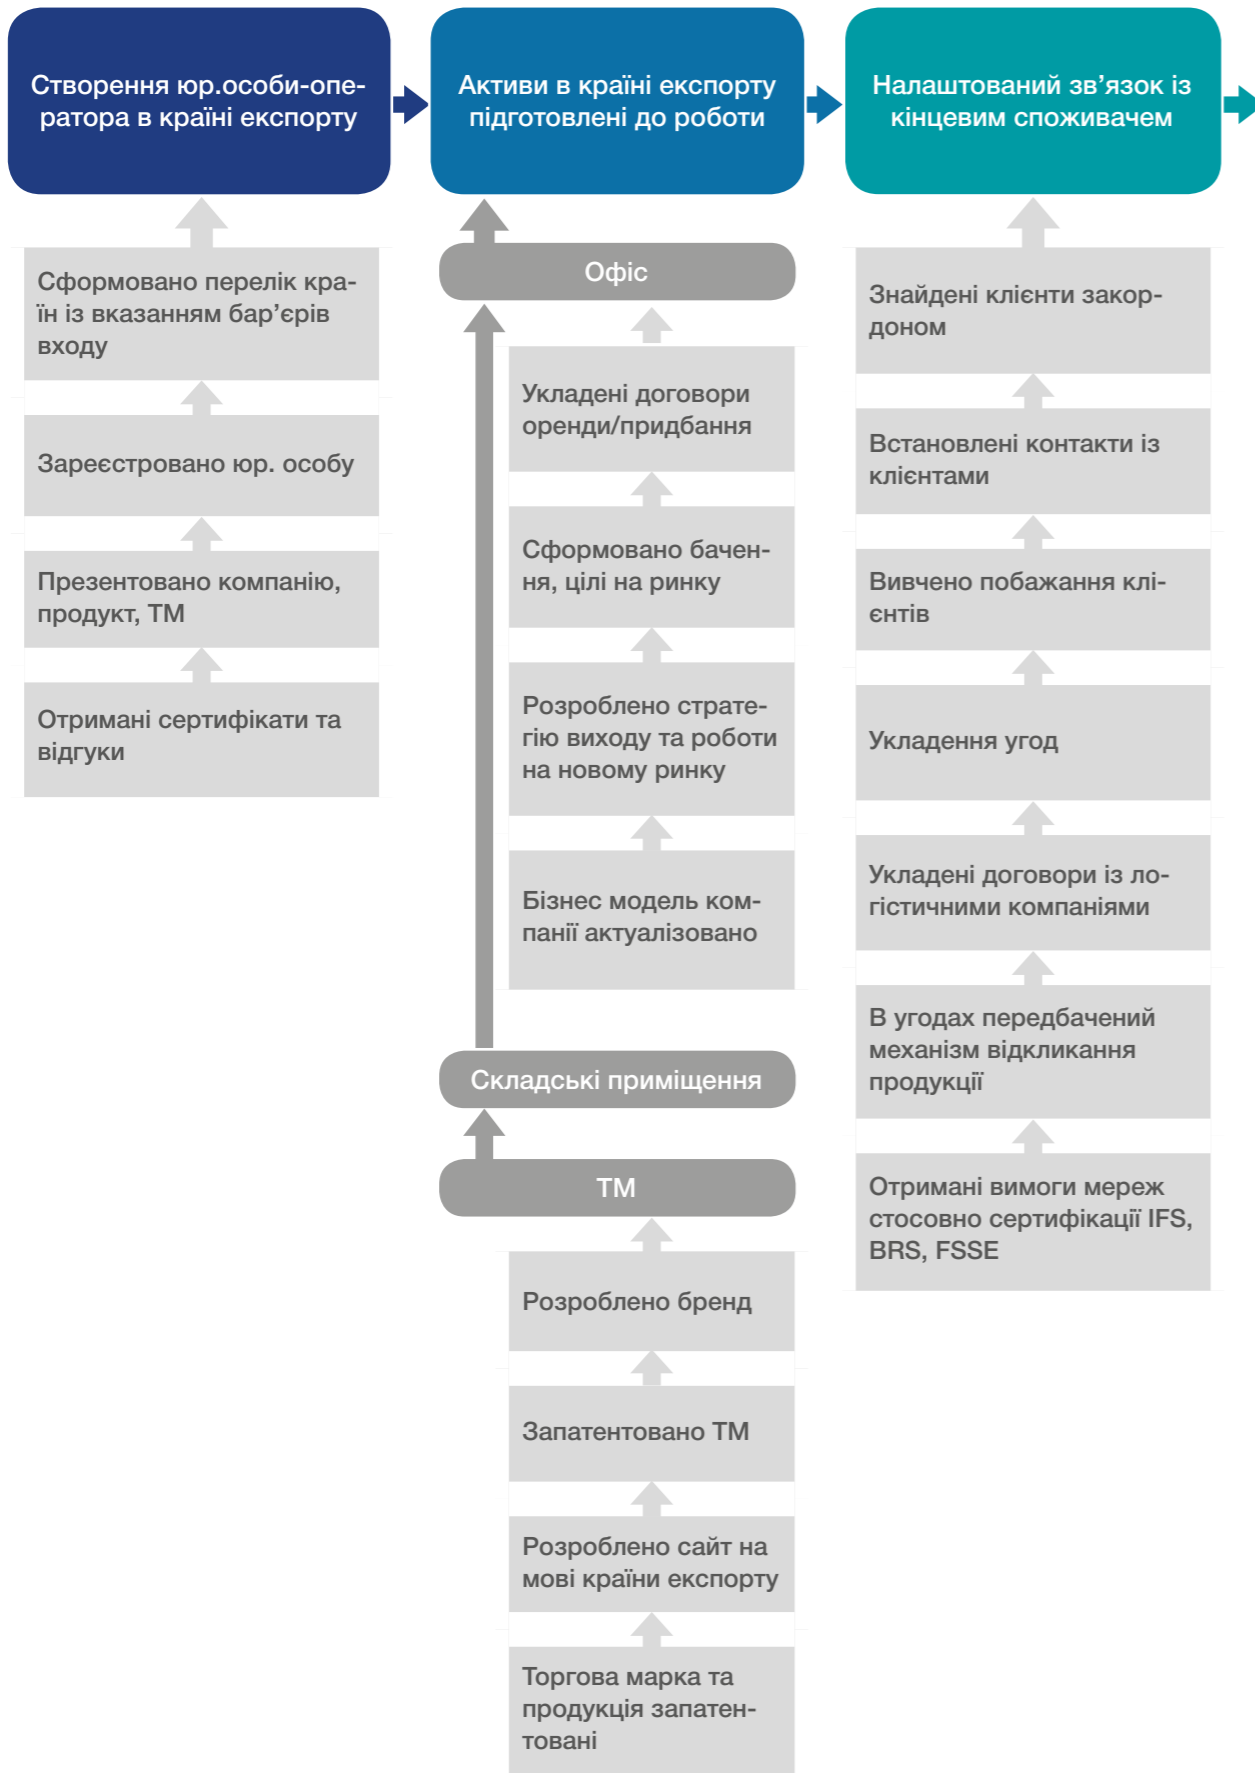 Створення юр.особи-опе-
ратора в країні експорту
Сформовано перелік кра-
їн із вказанням бар’єрів
входу
Зареєстровано юр. особу
Презентовано компанію,
продукт, ТМ
Отримані сертифікати та
відгуки
Активи в країні експорту
підготовлені до роботи
Офіс
Укладені договори
оренди/придбання
Сформовано бачен-
ня, цілі на ринку
Розроблено страте-
гію виходу та роботи
на новому ринку
Бізнес модель ком-
панії актуалізовано
Складські приміщення
ТМ
Розроблено бренд
Запатентовано ТМ
Розроблено сайт на
мові країни експорту
Торгова марка та
продукція запатен-
товані
Налаштований зв’язок із
кінцевим споживачем
Знайдені клієнти закор-
доном
Встановлені контакти із
клієнтами
Вивчено побажання клі-
єнтів
Укладення угод
Укладені договори із ло-
гістичними компаніями
В угодах передбачений
механізм відкликання
продукції
Отримані вимоги мереж
стосовно сертифікації IFS,
BRS, FSSE